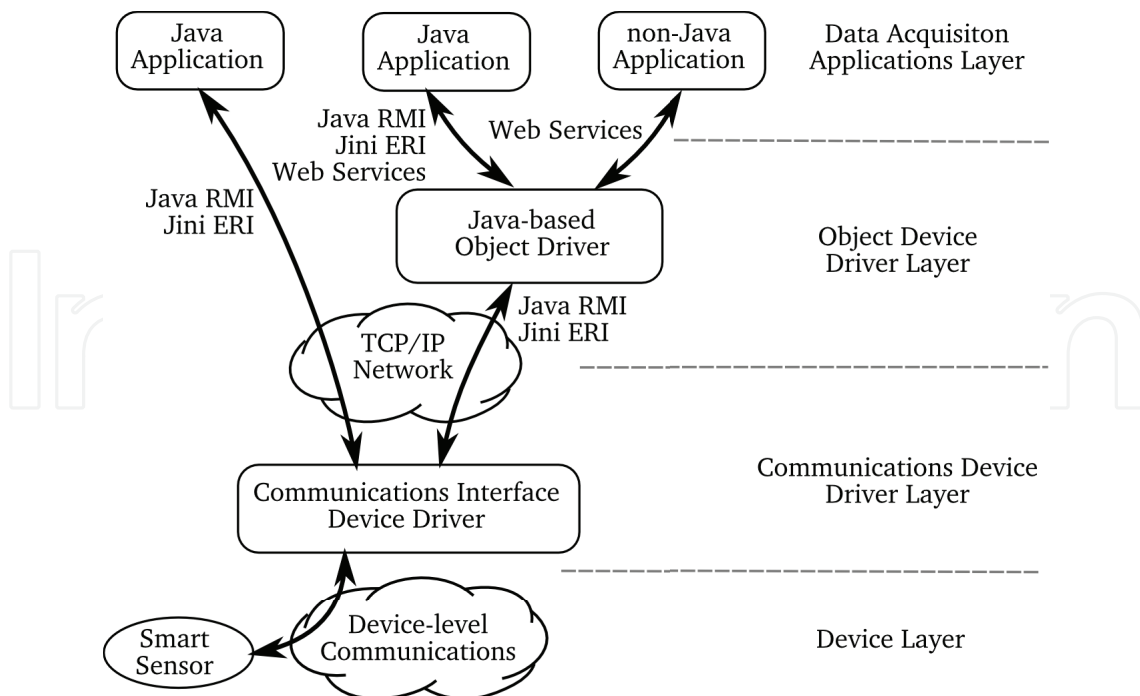 Java
Application
Java
Application
non-Java
Application
Data Acquisiton
Applications Layer
Java RMI
Jini ERI
Web Services
Web Services
Java RMI
Jini ERI
Java-based
Object Driver
Object Device
Driver Layer
Java RMI
Jini ERI
TCP/IP
Network
Communications Interface
Device Driver
Communications Device
Driver Layer
Smart
Sensor
Device-level
Communications
Device Layer